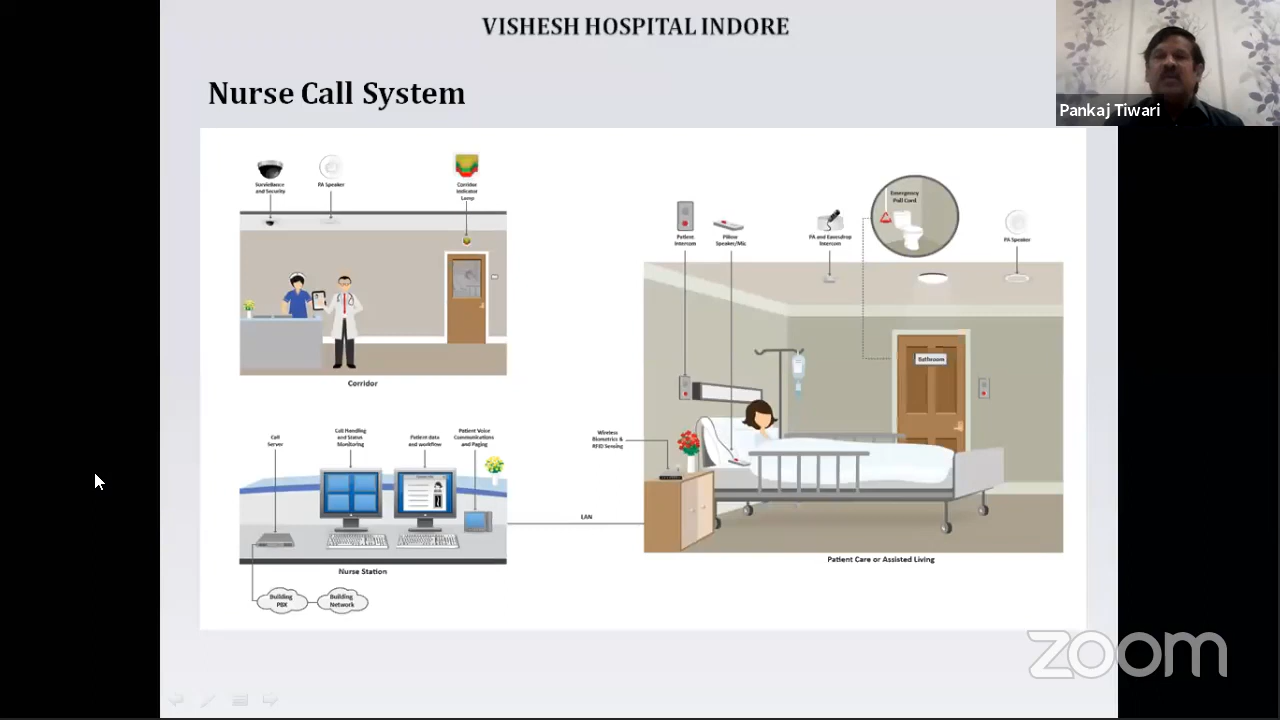 VISHESH HOSPITAL INDORE
Pankaj Tiwari
Nurse Call System
Surveillance
and Security
PA Speaker
Corridor
Indicator
Lamp
Corridor
Call
Server
Call Handling
and Status
Monitoring
Patient data
and workflow
Patient Voice
Communications
and Paging
Nurse Station
Building
PBX
Building
Network
LAN
Patient
Intercom
Pillow
Speaker/Mic
PA and Eavesdrop
Intercom
Emergency
Pull Cord
PA Speaker
Bathroom
Wireless
Biometrics &
RFID Sensing
Patient Care or Assisted Living
zoom